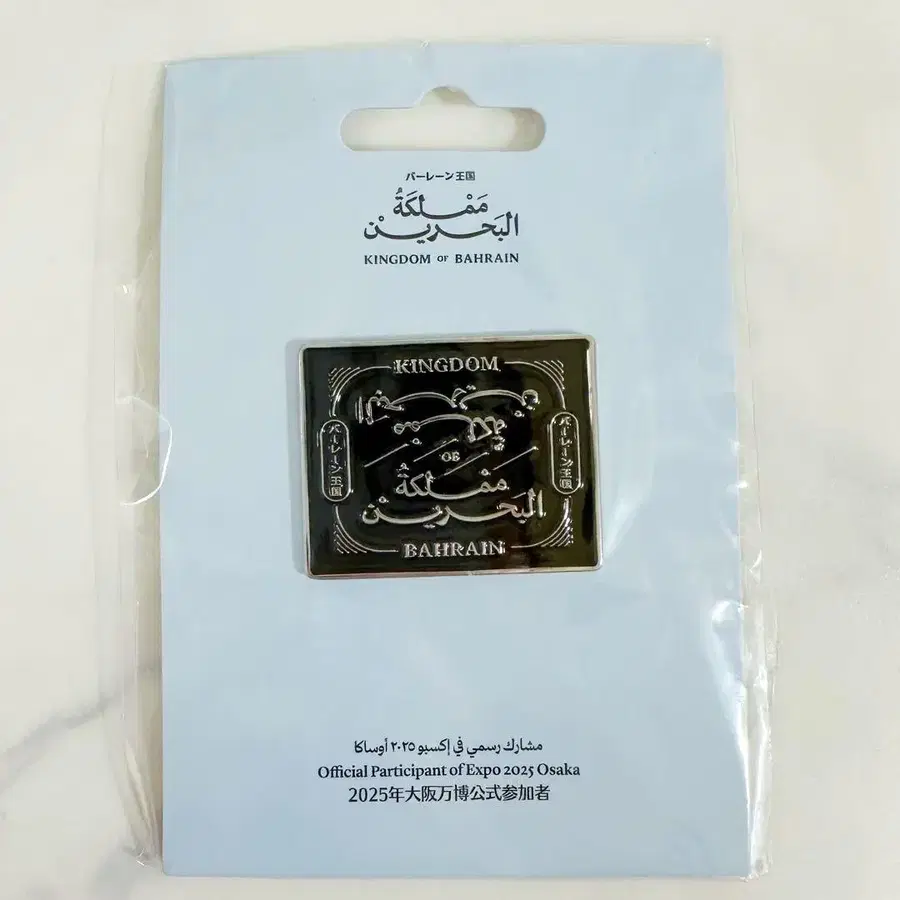 バーレーン王国
مَمْلَكَةُ
البَحْرَيْن
KINGDOM OF BAHRAIN
KINGDOM
البحرين
مملكة
バーレーン王国
OF
バーレーン王国
مَمْلَكَةُ
البَحْرَيْن
BAHRAIN
مشارك رسمي في إكسبو ٢٠٢٥ أوساكا
Official Participant of Expo 2025 Osaka
2025年大阪万博公式参加者